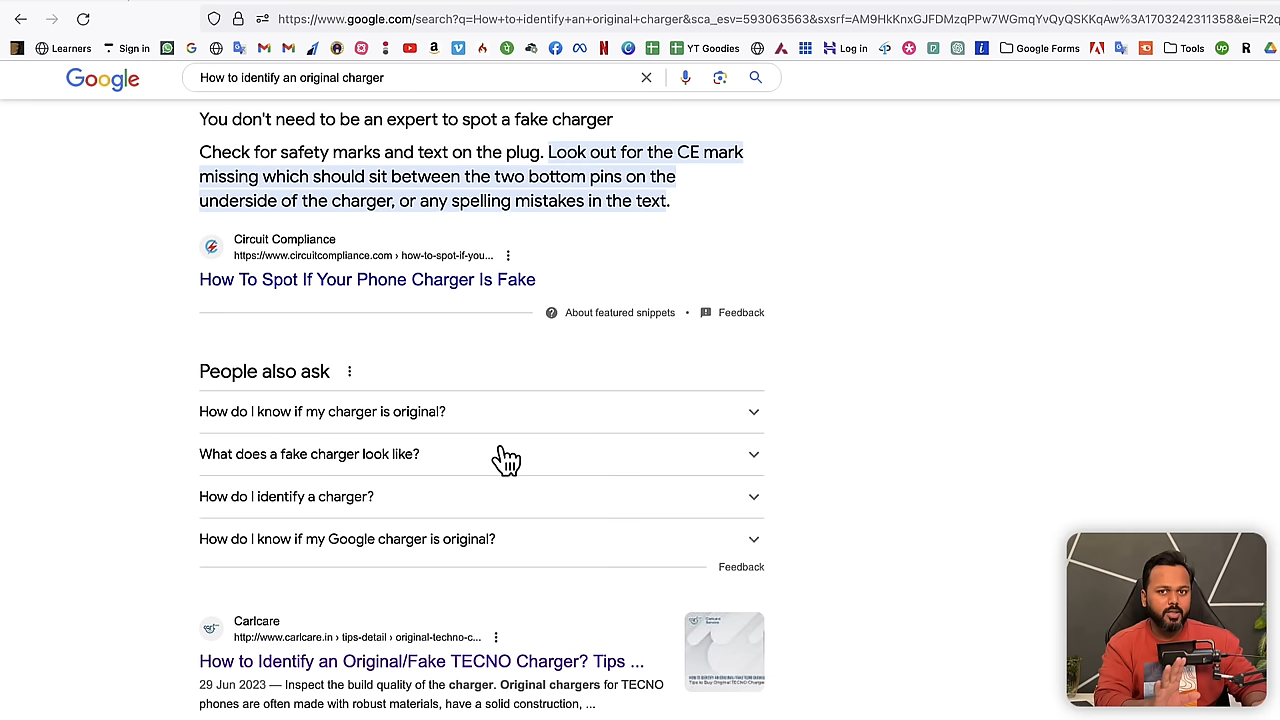 https://www.google.com/search?q=How+to+identify+an+original+charger&sca_esv=593063563&sxsrf=AM9HkKnxGJFDMzqPPw7WGmqYvQyQSKKqAw%3A1703242311358&ei=R2q
Learners Sign in YT Goodies Log in Google Forms Tools
Google How to identify an original charger
You don't need to be an expert to spot a fake charger
Check for safety marks and text on the plug. Look out for the CE mark
missing which should sit between the two bottom pins on the
underside of the charger, or any spelling mistakes in the text.
Circuit Compliance
https://www.circuitcompliance.com › how-to-spot-if-you...
How To Spot If Your Phone Charger Is Fake
About featured snippets • Feedback
People also ask
How do I know if my charger is original?
What does a fake charger look like?
How do I identify a charger?
How do I know if my Google charger is original?
Feedback
Carlcare
http://www.carlcare.in › tips-detail › original-techno-c...
How to Identify an Original/Fake TECNO Charger? Tips ...
29 Jun 2023 — Inspect the build quality of the charger. Original chargers for TECNO
phones are often made with robust materials, have a solid construction, ...